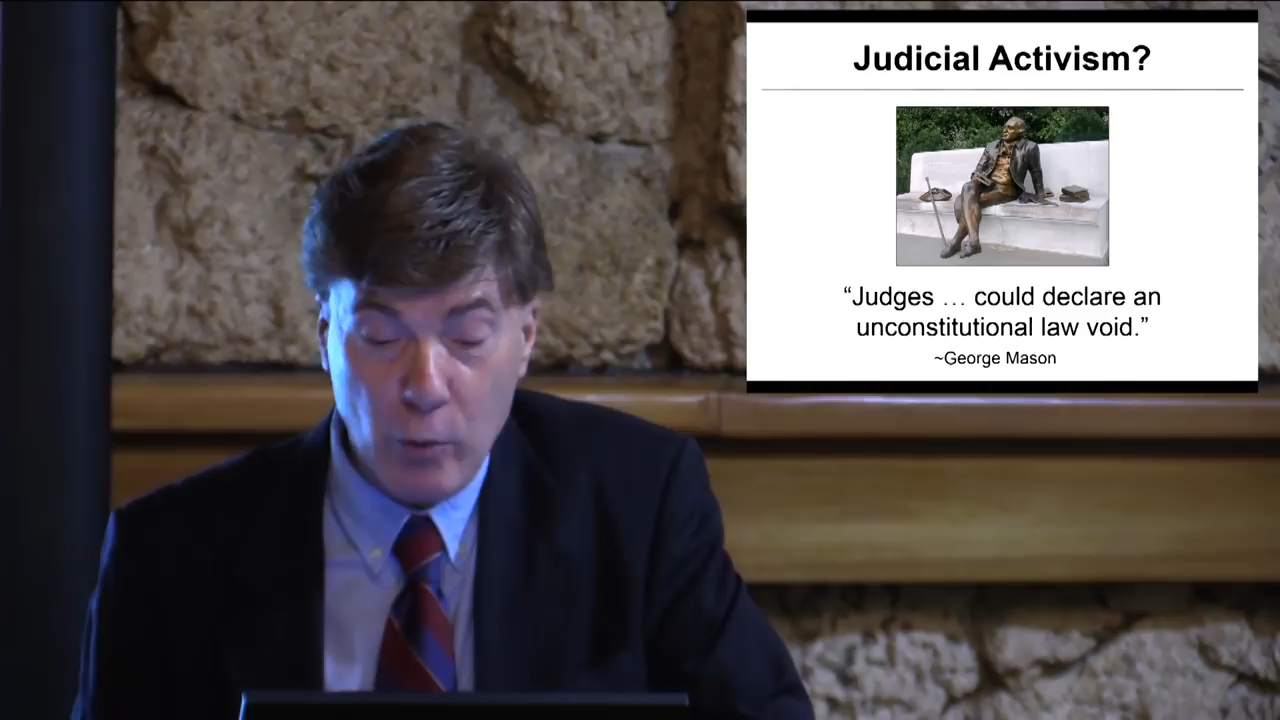 Judicial Activism?
“Judges … could declare an
unconstitutional law void.”
~George Mason